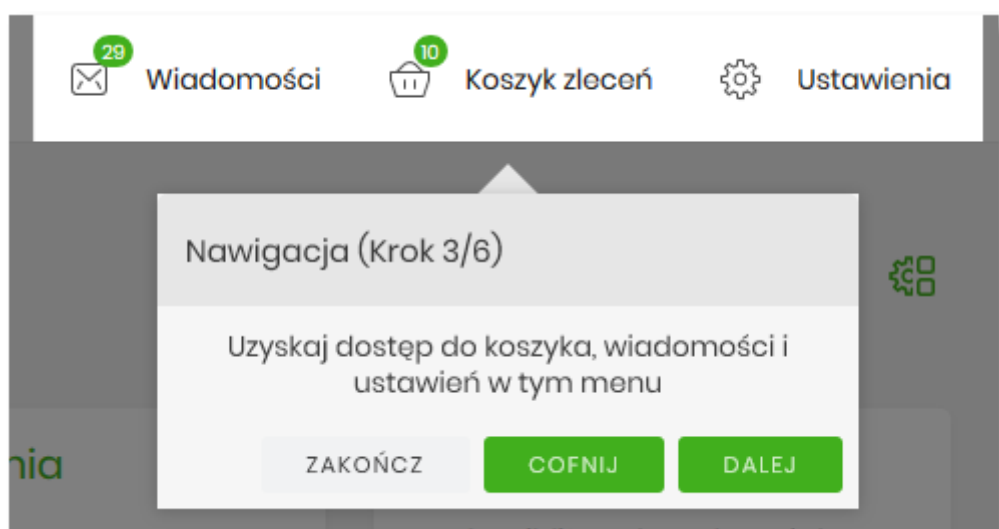 29
Wiadomości
10
Koszyk zleceń
Ustawienia
Nawigacja (Krok 3/6)
Uzyskaj dostęp do koszyka, wiadomości i
ustawień w tym menu
ZAKOŃCZ
COFNIJ
DALEJ
nia